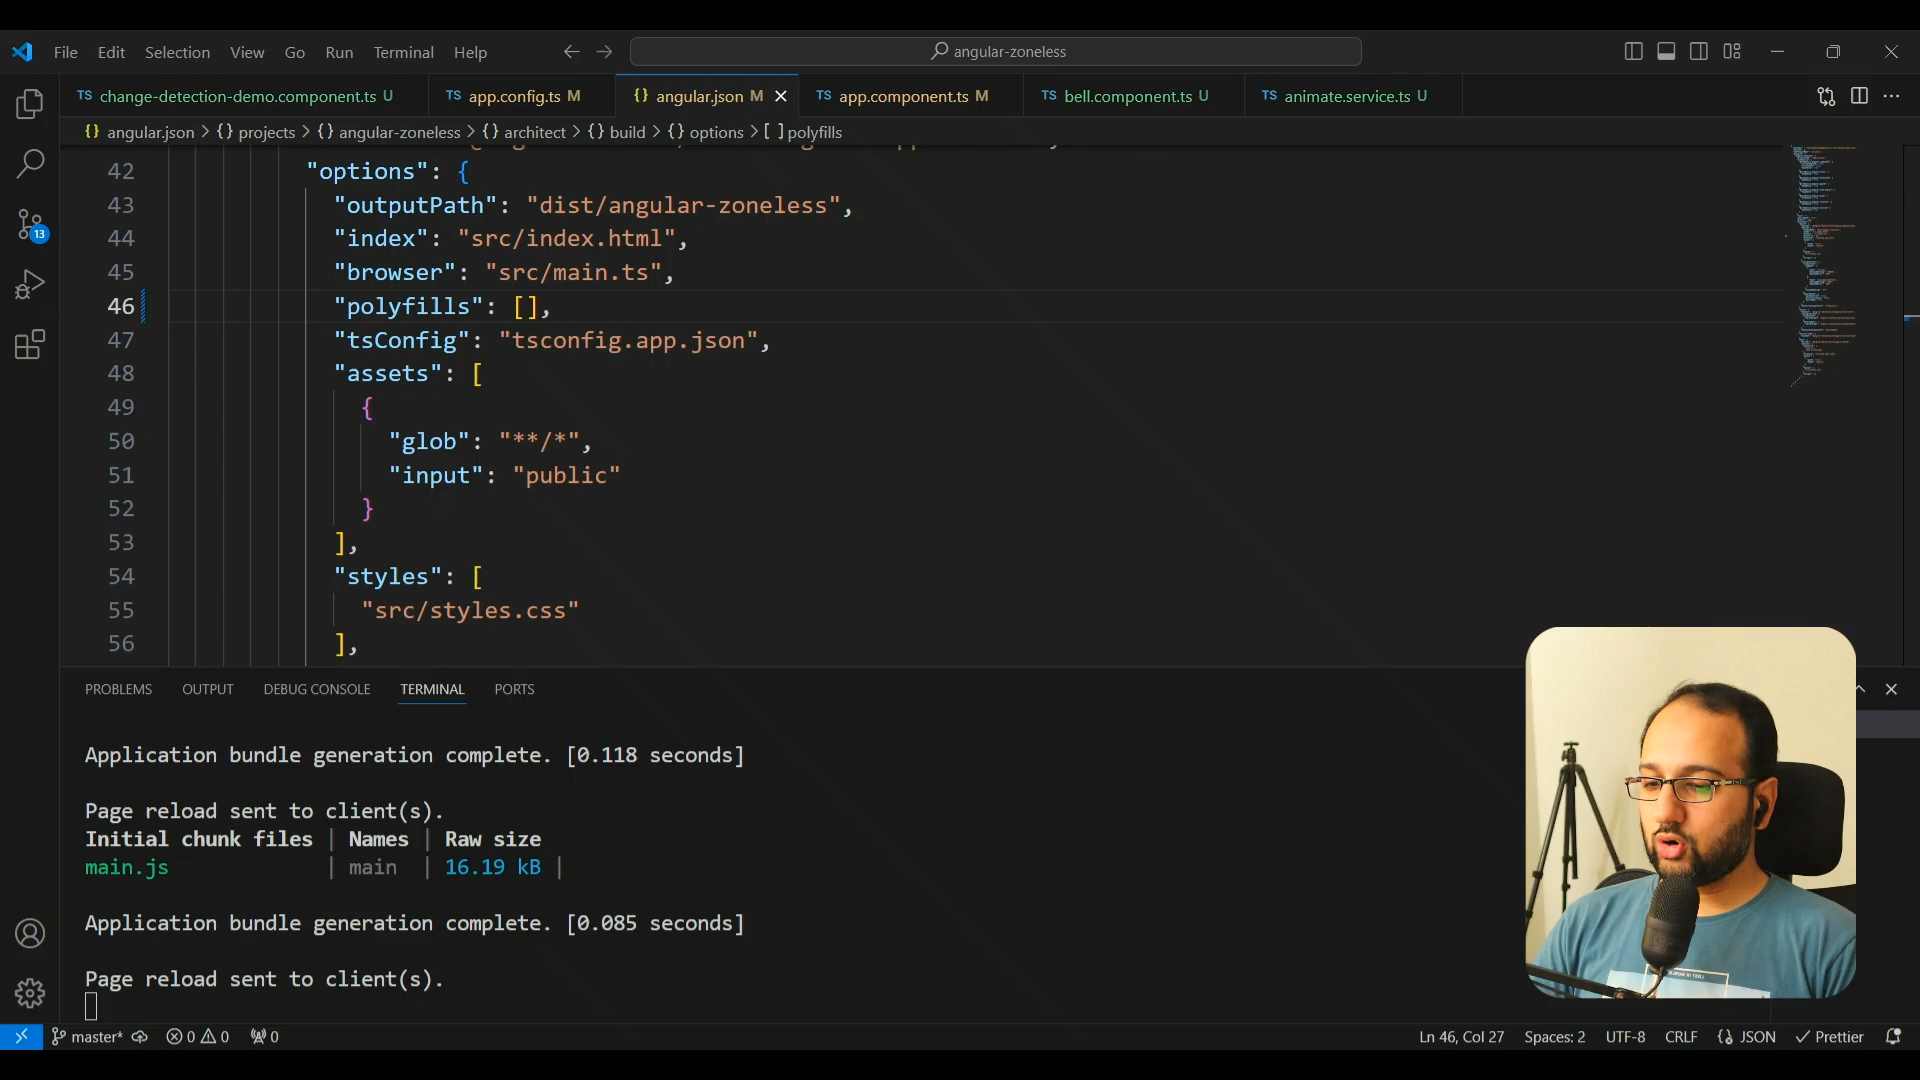 File Edit Selection View Go Run Terminal Help angular-zoneless
TS change-detection-demo.component.ts U TS app.config.ts M {} angular.json M TS app.component.ts M TS bell.component.ts U TS animate.service.ts U
{} angular.json > {} projects > {} angular-zoneless > {} architect > {} build > {} options > [ ] polyfills
42 "options": {
43 "outputPath": "dist/angular-zoneless",
44 "index": "src/index.html",
45 "browser": "src/main.ts",
46 "polyfills": [],
47 "tsConfig": "tsconfig.app.json",
48 "assets": [
49 {
50 "glob": "**/*",
51 "input": "public"
52 }
53 ],
54 "styles": [
55 "src/styles.css"
56 ],
13
PROBLEMS OUTPUT DEBUG CONSOLE TERMINAL PORTS
Application bundle generation complete. [0.118 seconds]
Page reload sent to client(s).
Initial chunk files | Names | Raw size
main.js | main | 16.19 kB |
Application bundle generation complete. [0.085 seconds]
Page reload sent to client(s).
master* 0 0 0 Ln 46, Col 27 Spaces: 2 UTF-8 CRLF {} JSON Prettier